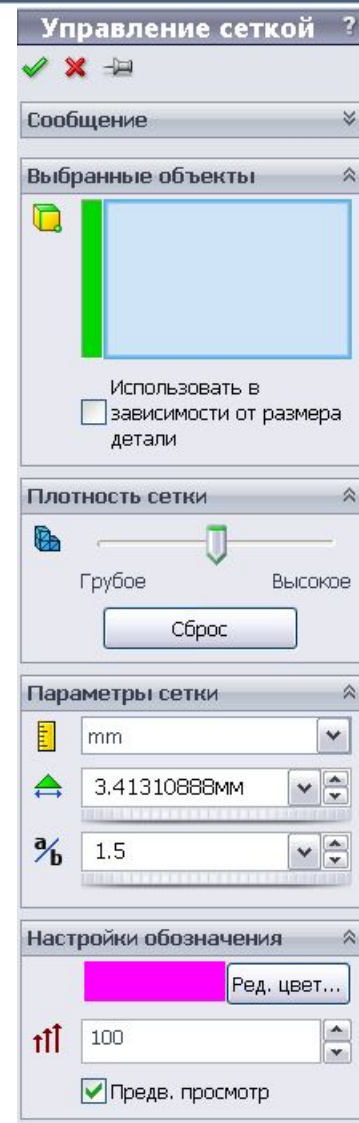 Управление сеткой ?
Сообщение
Выбранные объекты
Использовать в
зависимости от размера
детали
Плотность сетки
Грубое Высокое
Сброс
Параметры сетки
mm
3.41310888мм
a/b 1.5
Настройки обозначения
Ред. цвет...
100
Предв. просмотр